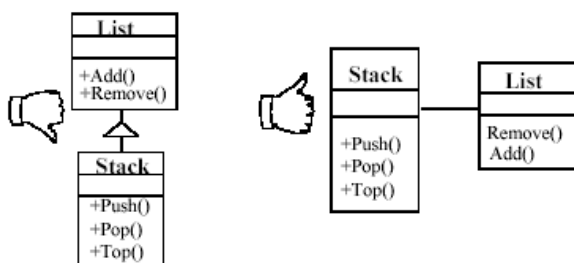 List
+Add()
+Remove()
Stack
+Push()
+Pop()
+Top()
Stack
+Push()
+Pop()
+Top()
List
Remove()
Add()